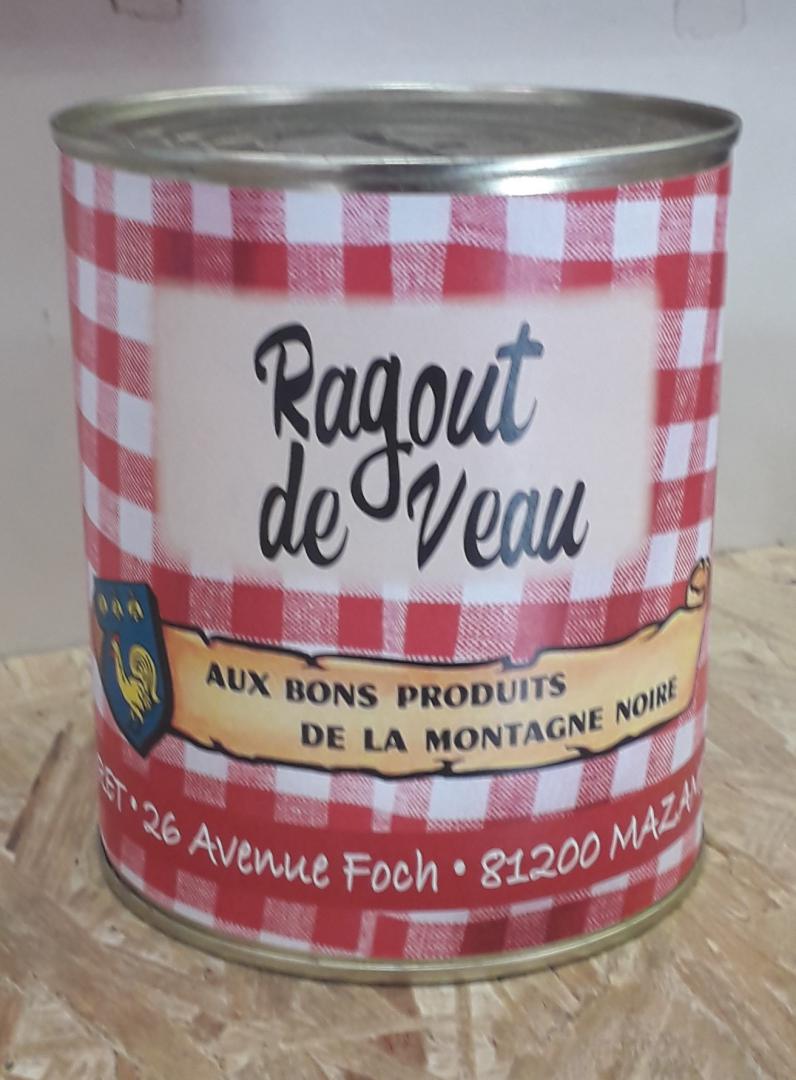 Ragout
de Veau
AUX BONS PRODUITS
DE LA MONTAGNE NOIRE
• 26 Avenue Foch • 81200